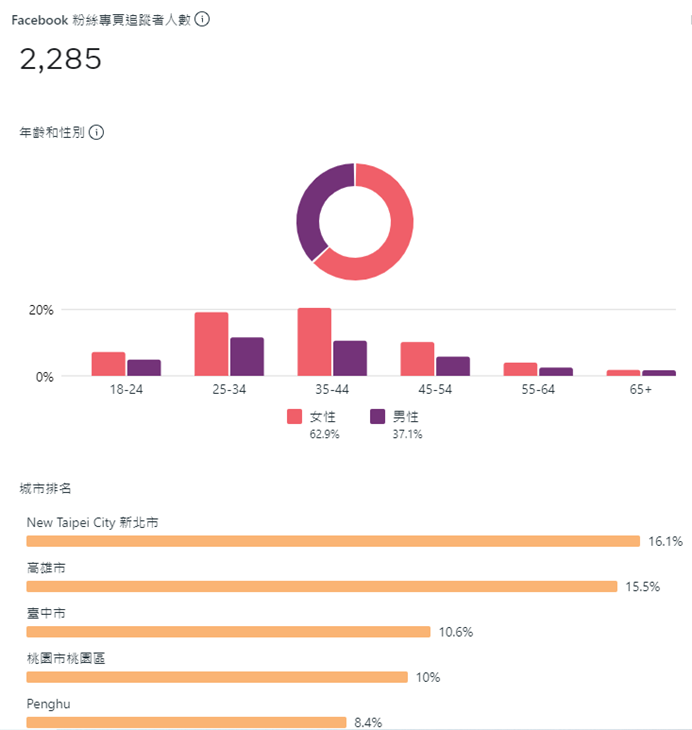 Facebook 粉絲專頁追蹤者人數
2,285
年齡和性別
20%
0%
18-24 25-34 35-44 45-54 55-64 65+
女性 男性
62.9% 37.1%
城市排名
New Taipei City 新北市
16.1%
高雄市
15.5%
臺中市
10.6%
桃園市桃園區
10%
Penghu
8.4%